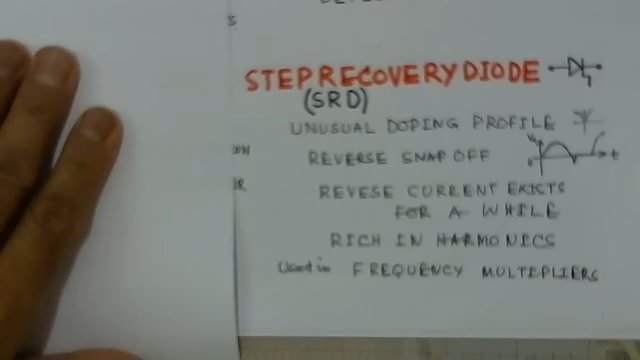 STEP RECOVERY DIODE
(SRD)
UNUSUAL DOPING PROFILE
REVERSE SNAP OFF
REVESE CURRENT EXISTS
FOR A WHILE
RICH IN HARMONICS
Used in FREQUENCY MULTIPLIERS